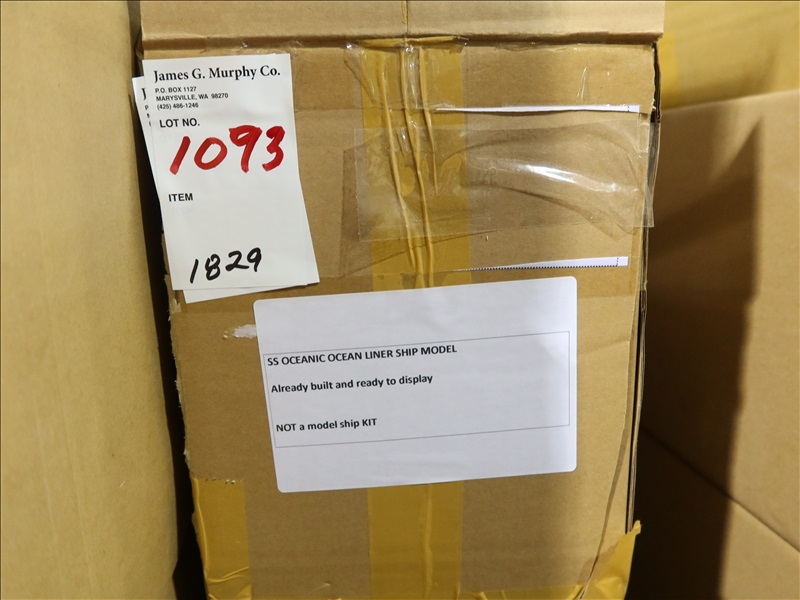 James G. Murphy Co.
P.O. BOX 1127
MARYSVILLE, WA 98270
(425) 486-1246
LOT NO.
1093
ITEM
1829
SS OCEANIC OCEAN LINER SHIP MODEL
Already built and ready to display
NOT a model ship KIT